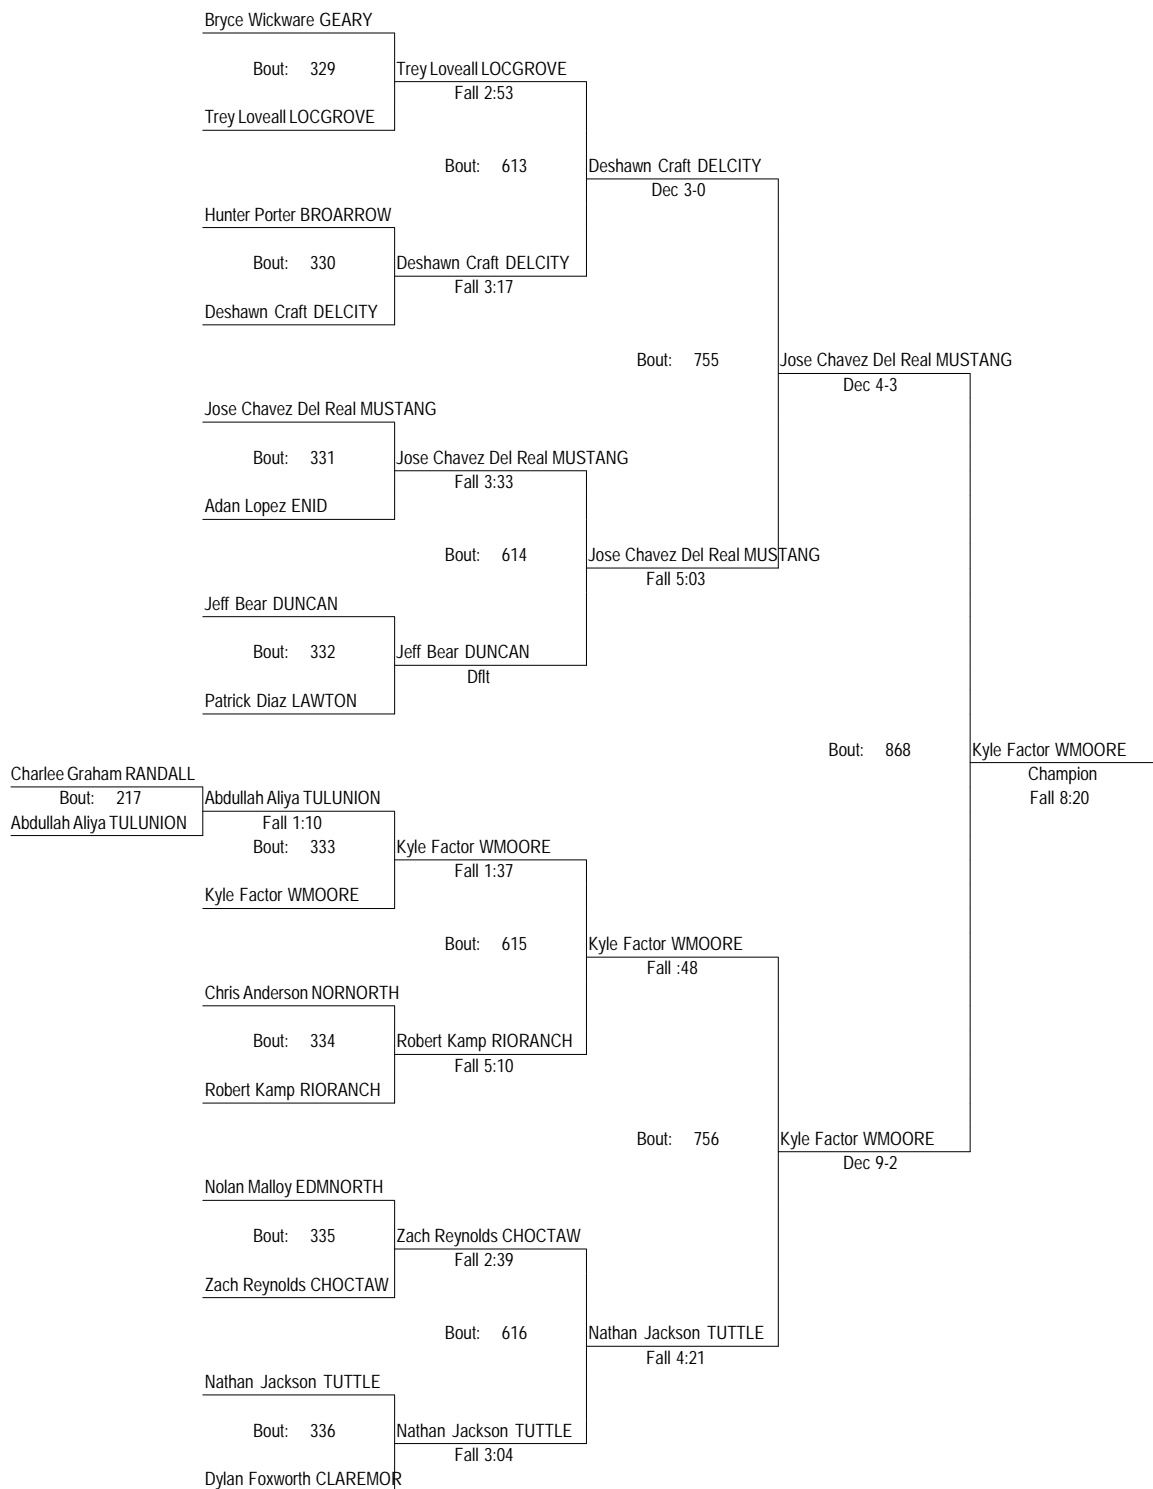 Bryce Wickware GEARY
Bout: 329
Trey Loveall LOCGROVE
Fall 2:53
Trey Loveall LOCGROVE
Bout: 613
Deshawn Craft DELCITY
Dec 3-0
Hunter Porter BROARROW
Bout: 330
Deshawn Craft DELCITY
Fall 3:17
Deshawn Craft DELCITY
Bout: 755
Jose Chavez Del Real MUSTANG
Dec 4-3
Jose Chavez Del Real MUSTANG
Bout: 331
Jose Chavez Del Real MUSTANG
Fall 3:33
Adan Lopez ENID
Bout: 614
Jose Chavez Del Real MUSTANG
Fall 5:03
Jeff Bear DUNCAN
Bout: 332
Jeff Bear DUNCAN
Dflt
Patrick Diaz LAWTON
Bout: 868
Kyle Factor WMOORE
Champion
Fall 8:20
Charlee Graham RANDALL
Bout: 217
Abdullah Aliya TULUNION
Abdullah Aliya TULUNION
Fall 1:10
Bout: 333
Kyle Factor WMOORE
Fall 1:37
Kyle Factor WMOORE
Bout: 615
Kyle Factor WMOORE
Fall :48
Chris Anderson NORNORTH
Bout: 334
Robert Kamp RIORANCH
Fall 5:10
Robert Kamp RIORANCH
Bout: 756
Kyle Factor WMOORE
Dec 9-2
Nolan Malloy EDMNORTH
Bout: 335
Zach Reynolds CHOCTAW
Fall 2:39
Zach Reynolds CHOCTAW
Bout: 616
Nathan Jackson TUTTLE
Fall 4:21
Nathan Jackson TUTTLE
Bout: 336
Nathan Jackson TUTTLE
Fall 3:04
Dylan Foxworth CLAREMOR